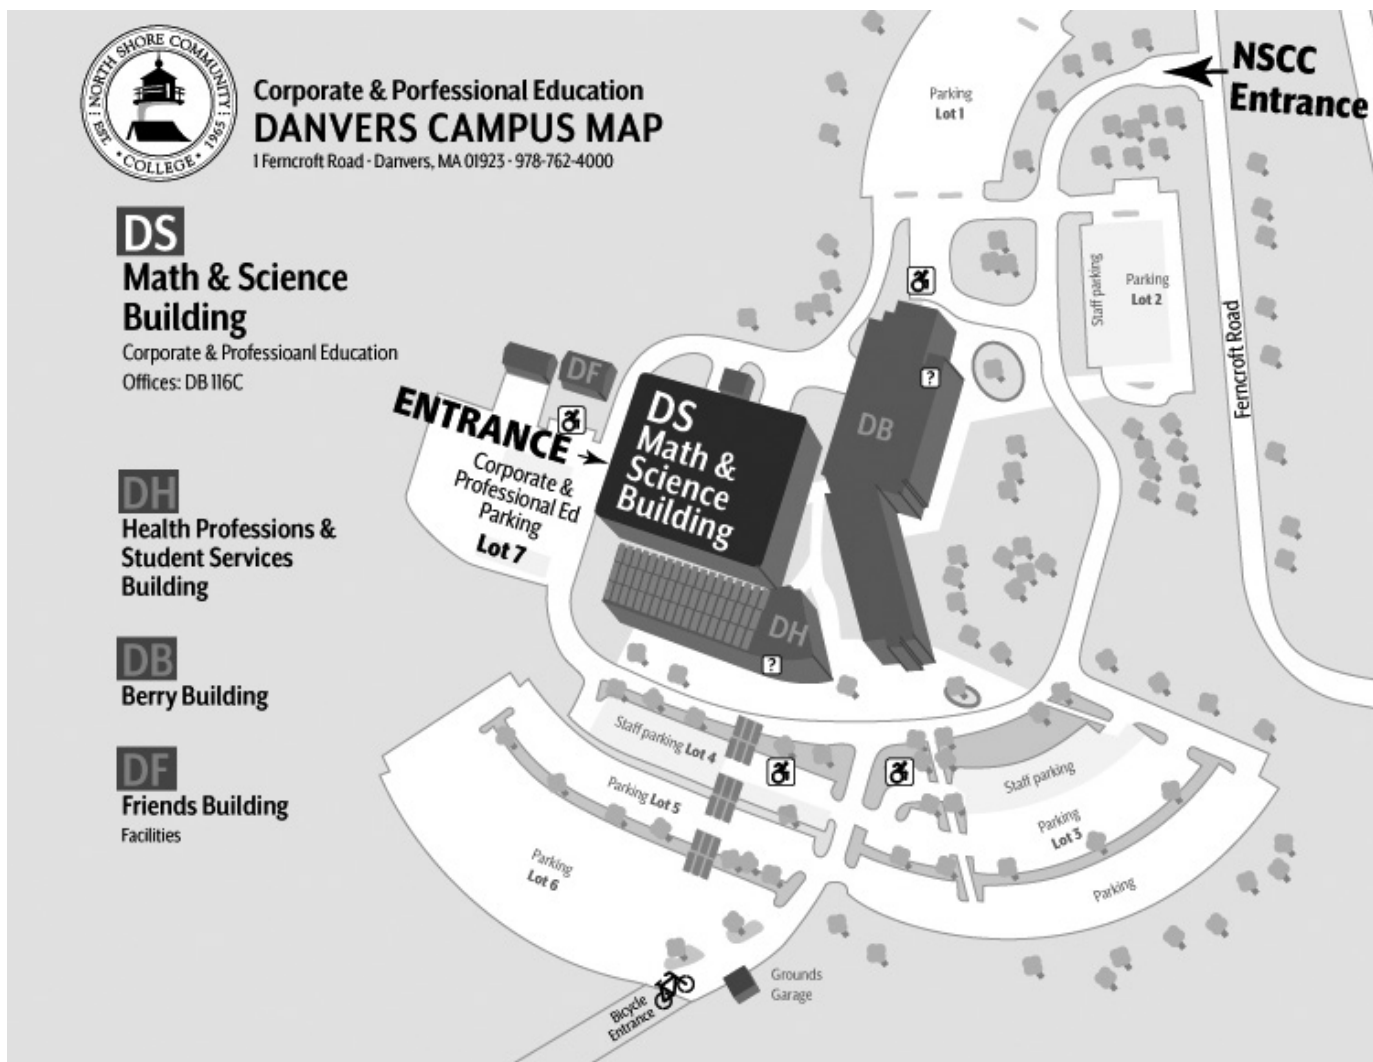 NORTH SHORE COMMUNITY
COLLEGE
EST.
1965
Corporate & Porfessional Education
DANVERS CAMPUS MAP
1 Ferncroft Road - Danvers, MA 01923 - 978-762-4000
DS
Math & Science
Building
Corporate & Professioanl Education
Offices: DB 116C
DH
Health Professions &
Student Services
Building
DB
Berry Building
DF
Friends Building
Facilities
NSCC
Entrance
Parking
Lot 1
Staff parking
Parking
Lot 2
Ferncroft Road
DF
ENTRANCE
Corporate &
Professional Ed
Parking
Lot 7
DS
Math &
Science
Building
DB
?
DH
?
Staff parking Lot 4
Parking Lot 5
Parking
Lot 6
Staff parking
Parking
Lot 3
Parking
Grounds
Garage
Bicycle
Entrance